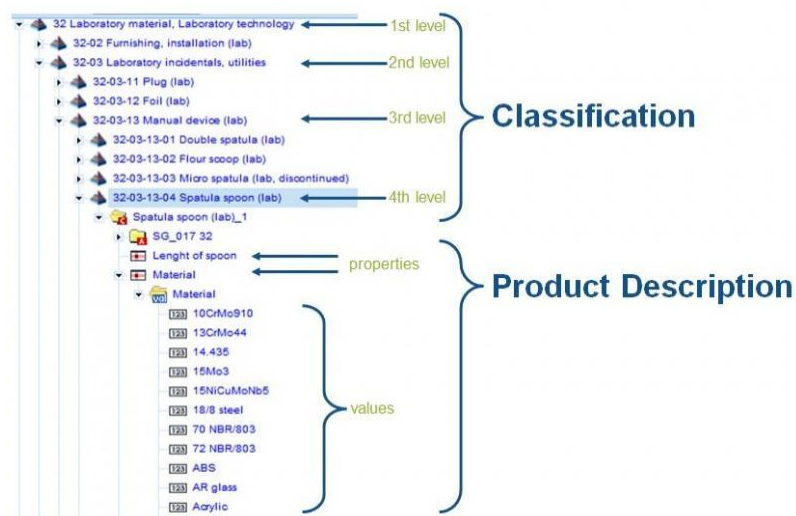 32 Laboratory material, Laboratory technology
1st level
32-02 Furnishing, installation (lab)
32-03 Laboratory incidentals, utilities
2nd level
32-03-11 Plug (lab)
32-03-12 Foil (lab)
32-03-13 Manual device (lab)
3rd level
Classification
32-03-13-01 Double spatula (lab)
32-03-13-02 Flour scoop (lab)
32-03-13-03 Micro spatula (lab, discontinued)
32-03-13-04 Spatula spoon (lab)
4th level
Spatula spoon (lab)_1
SG_017 32
Lenght of spoon
properties
Material
Product Description
Material
10CrMo910
13CrMo44
14.435
15Mo3
15NiCuMoNb5
18/8 steel
values
70 NBR/803
72 NBR/803
ABS
AR glass
Acrylic